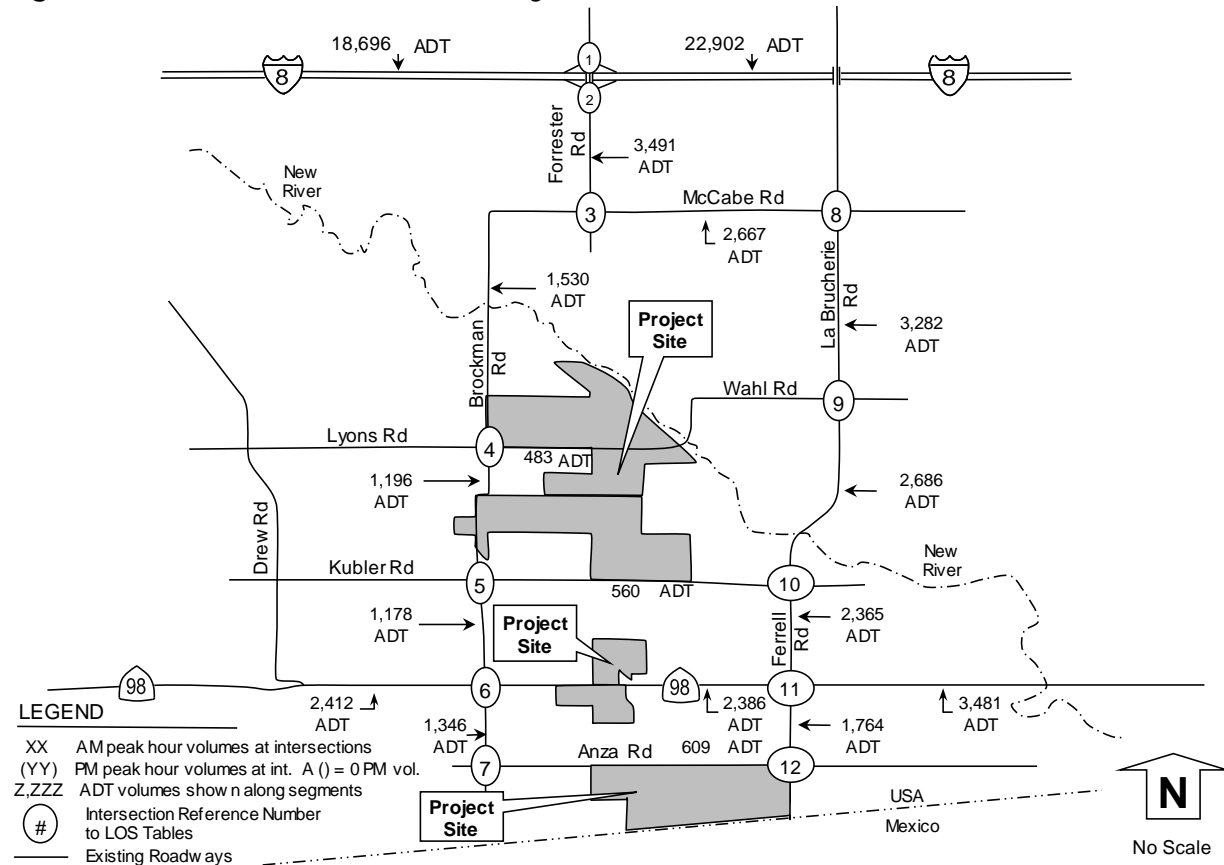 18,696 ADT
22,902 ADT
8
8
1
2
Forrester
Rd
3,491
ADT
New
River
McCabe Rd
3
8
2,667
ADT
1,530
ADT
La Brucherie
Rd
3,282
ADT
Project
Site
Brockman
Rd
Wahl Rd
9
Lyons Rd
4
483 ADT
1,196
ADT
2,686
ADT
Drew Rd
Kubler Rd
5
10
New
River
560 ADT
1,178
ADT
Project
Site
2,365
ADT
Ferrell
Rd
98
6
98
11
2,412
ADT
2,386
ADT
3,481
ADT
1,346
ADT
1,764
ADT
Anza Rd 609 ADT
7
12
Project
Site
USA
Mexico
LEGEND
XX AM peak hour volumes at intersections
(YY) PM peak hour volumes at int. A () = 0 PM vol.
Z,ZZZ ADT volumes shown along segments
# Intersection Reference Number
to LOS Tables
Existing Roadways
N
No Scale